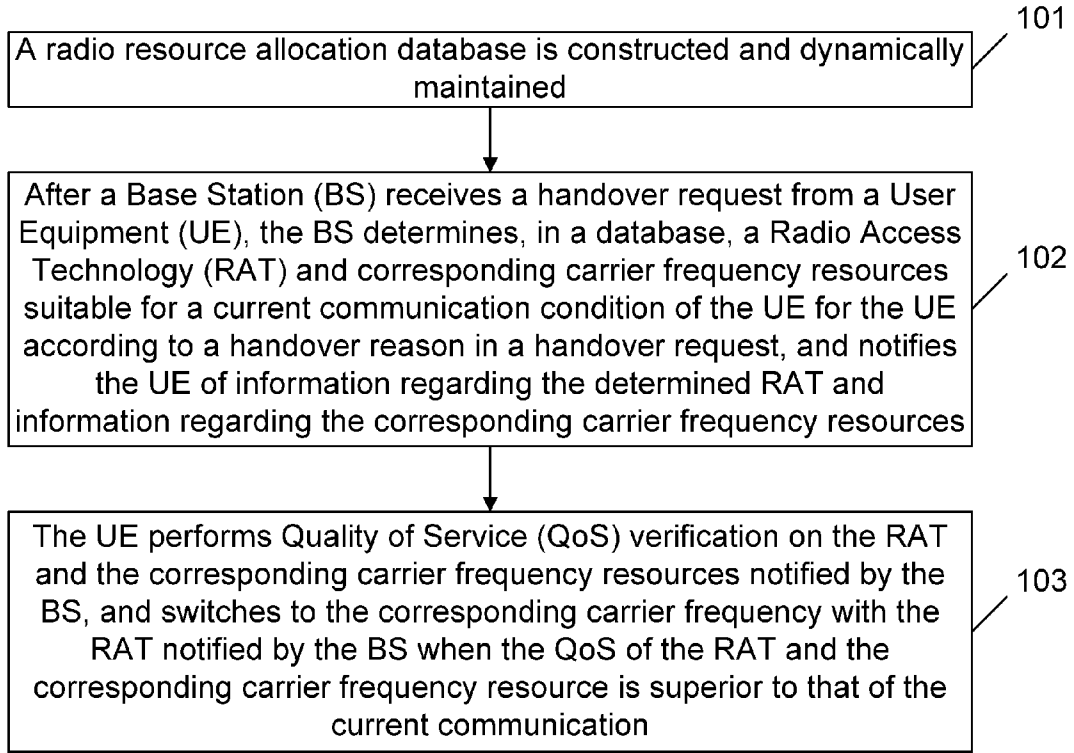 101
A radio resource allocation database is constructed and dynamically
maintained
After a Base Station (BS) receives a handover request from a User
Equipment (UE), the BS determines, in a database, a Radio Access
Technology (RAT) and corresponding carrier frequency resources
suitable for a current communication condition of the UE for the UE
according to a handover reason in a handover request, and notifies
the UE of information regarding the determined RAT and
information regarding the corresponding carrier frequency resources
102
The UE performs Quality of Service (QoS) verification on the RAT
and the corresponding carrier frequency resources notified by the
BS, and switches to the corresponding carrier frequency with the
RAT notified by the BS when the QoS of the RAT and the
corresponding carrier frequency resource is superior to that of the
current communication
103